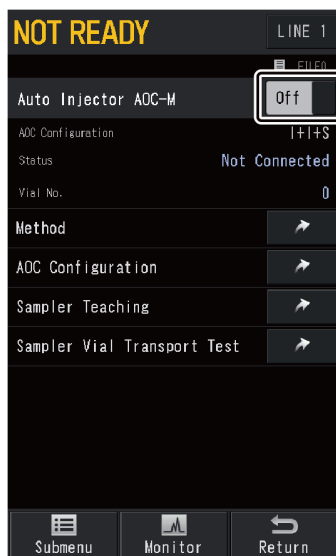 NOT READY
LINE 1
FILE0
Auto Injector AOC-M
Off
AOC Configuration
I+I+S
Status
Not Connected
Vial No.
0
Method
AOC Configuration
Sampler Teaching
Sampler Vial Transport Test
Submenu
Monitor
Return